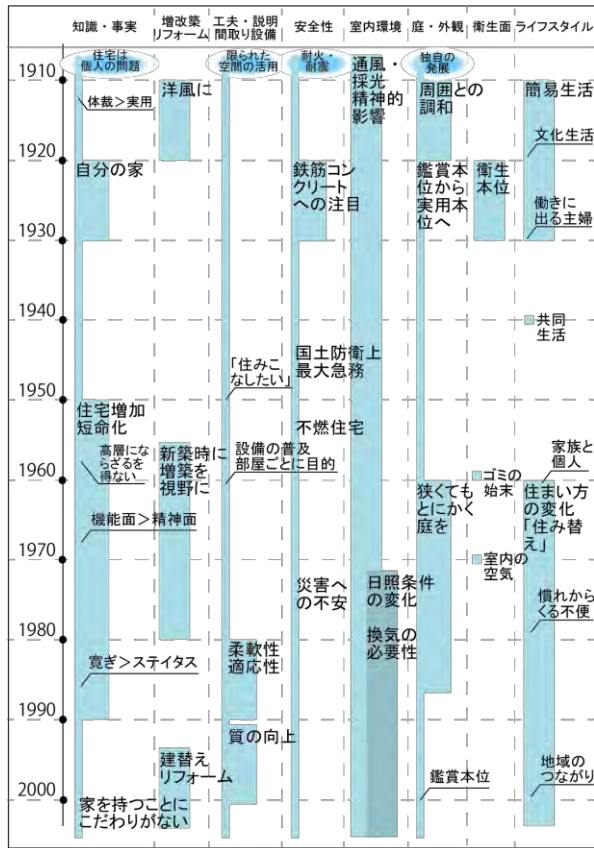 知識・事実
増改築
リフォーム
工夫・説明
間取り設備
安全性
室内環境
庭・外観
衛生面
ライフスタイル
住宅は
個人の問題
限られた
空間の活用
耐火・
耐震
独自の
発展
1910
1920
1930
1940
1950
1960
1970
1980
1990
2000
体裁>実用
自分の家
住宅増加
短命化
高層にな
らざるを
得ない
機能面>精神面
寛ぎ>ステイタス
家を持つことに
こだわりがない
洋風に
新築時に
増築を
視野に
建替え
リフォーム
「住みこ
なしたい」
設備の普及
部屋ごとに目的
柔軟性
適応性
質の向上
鉄筋コン
クリート
への注目
国土防衛上
最大急務
不燃住宅
災害へ
の不安
通風・
採光
精神的
影響
日照条件
の変化
換気の
必要性
周囲との
調和
鑑賞本
位から
実用本
位へ
狭くても
とにかく
庭を
鑑賞本位
衛生
本位
ゴミの
始末
室内の
空気
簡易生活
文化生活
働きに
出る主婦
共同
生活
家族と
個人
住まい方
の変化
「住み替
え」
慣れから
くる不便
地域の
つながり